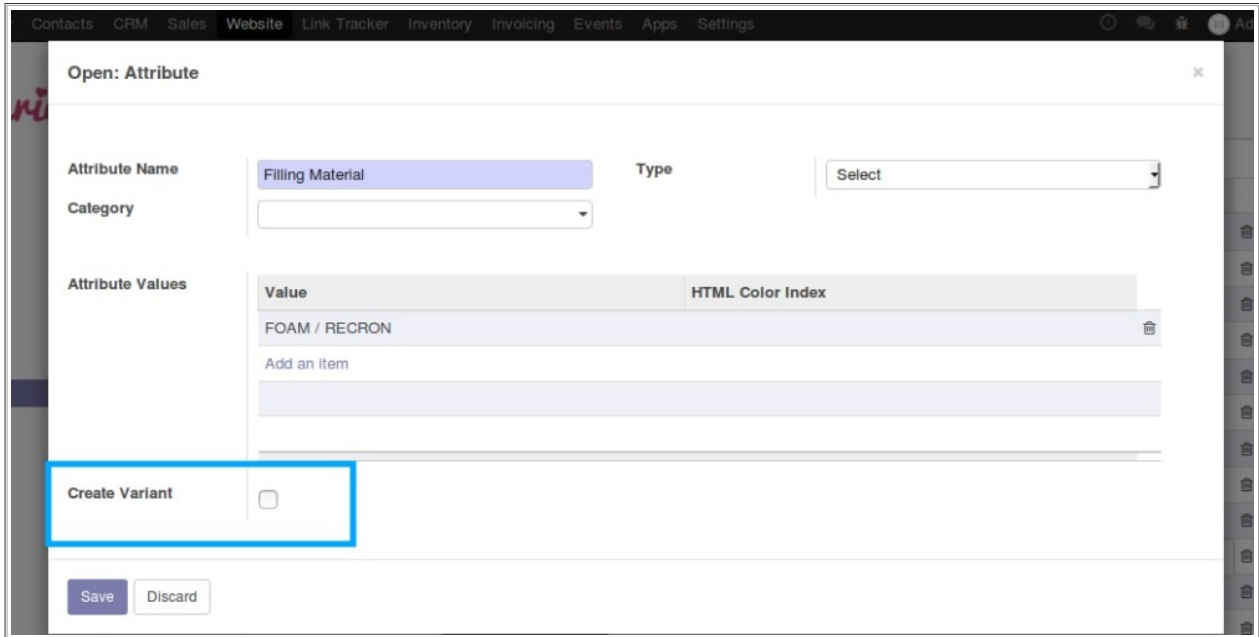 Contacts CRM Sales Website Link Tracker Inventory Invoicing Events Apps Settings Ad
Open: Attribute ×
Attribute Name Filling Material Type Select
Category
Attribute Values Value HTML Color Index
FOAM / RECRON
Add an item
Create Variant
Save Discard